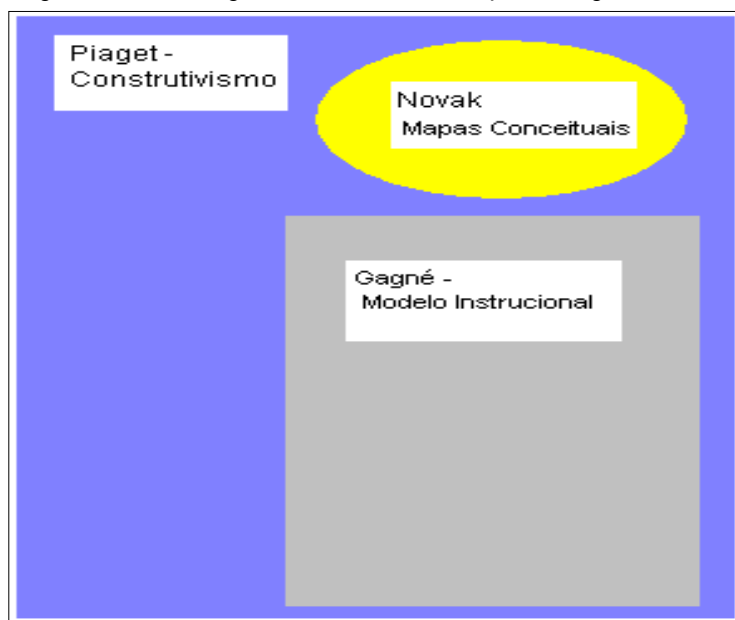 Piaget -
Construtivismo
Novak
Mapas Conceituais
Gagné -
Modelo Instrucional